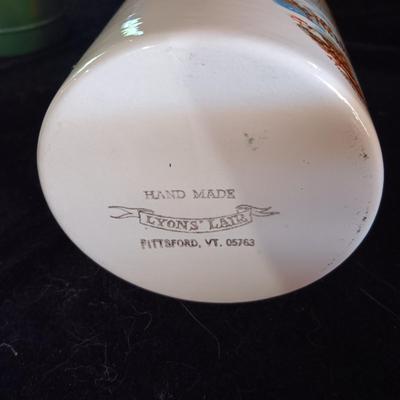 HAND MADE
LYONS' LAIR
PITTSFORD, VT. 05763